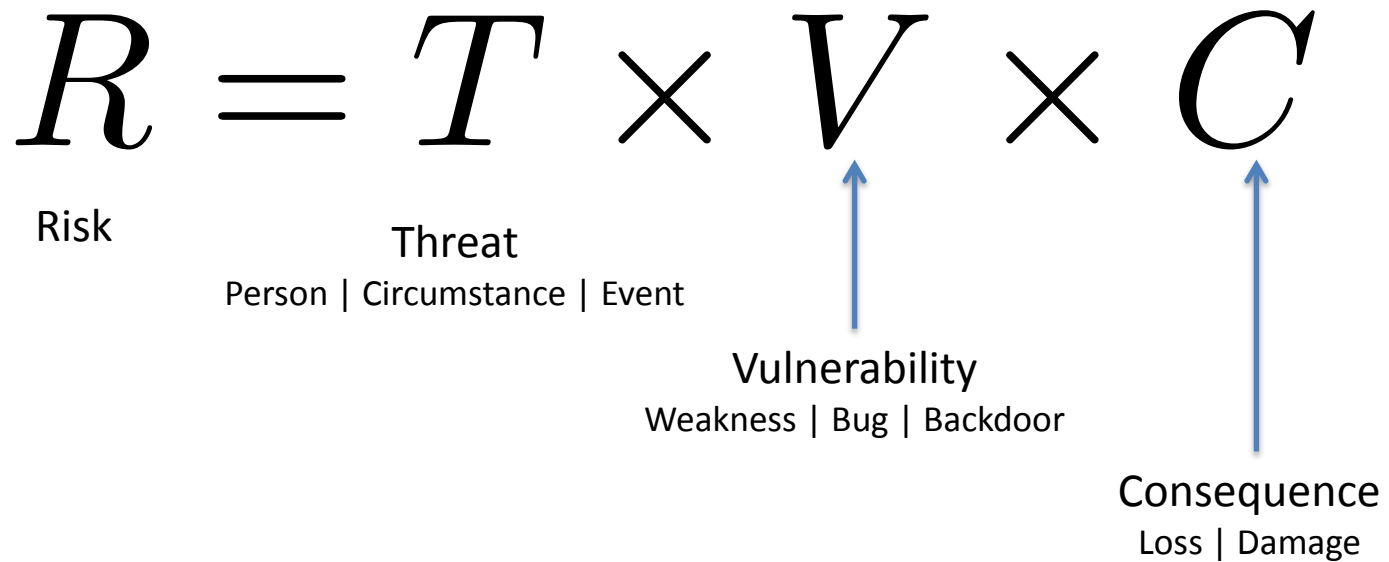 R = T × V × C
Risk
Threat
Person | Circumstance | Event
Vulnerability
Weakness | Bug | Backdoor
Consequence
Loss | Damage